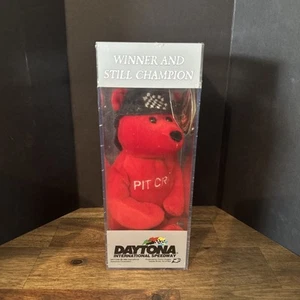 WINNER AND
STILL CHAMPION
PIT CR
DAYTONA
INTERNATIONAL SPEEDWAY